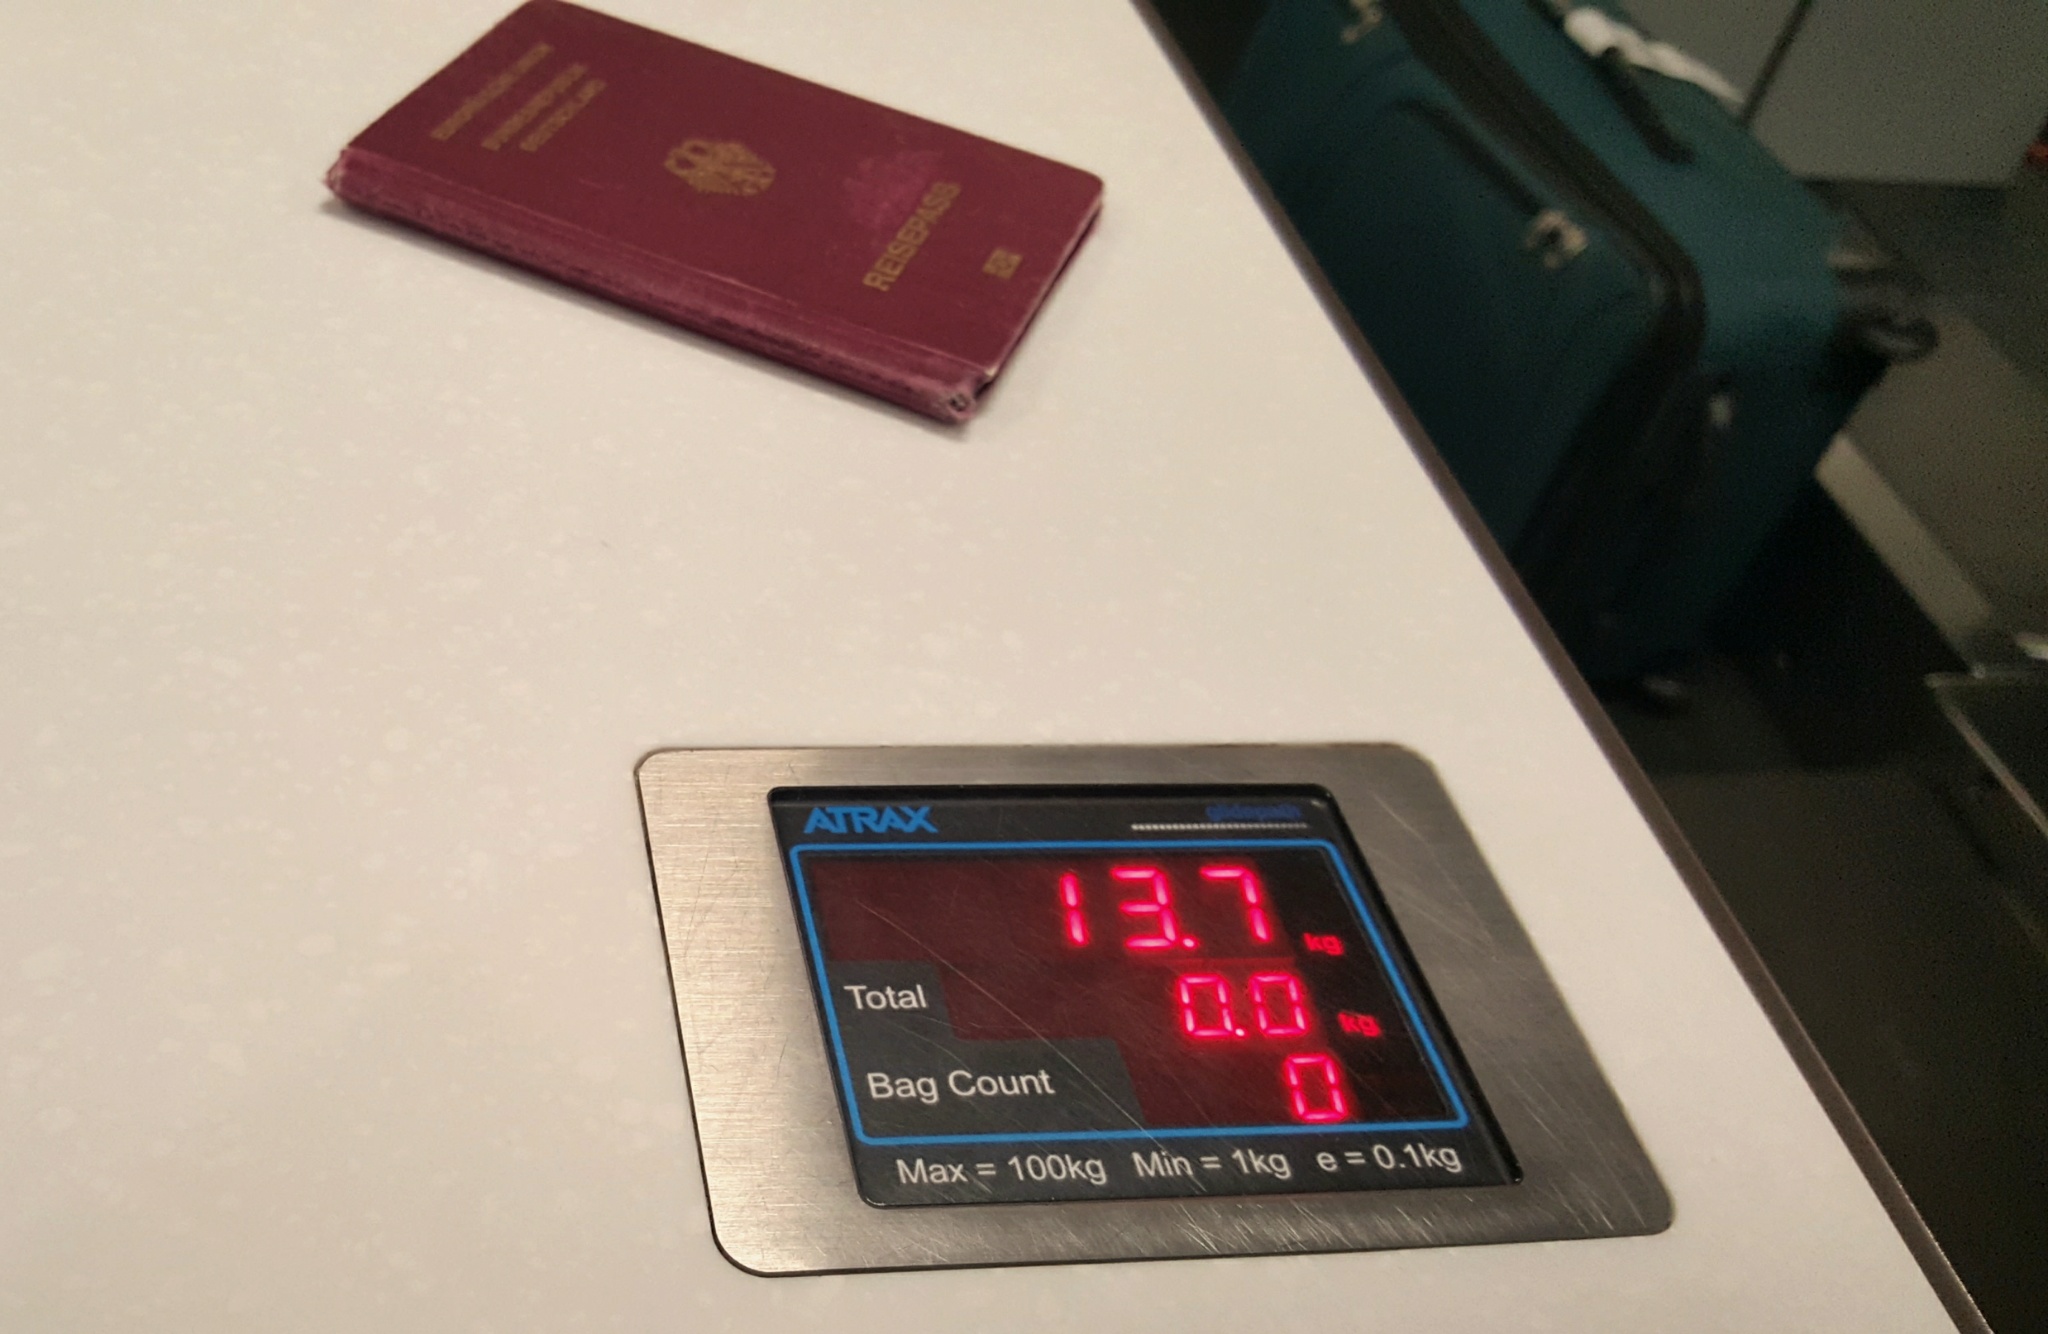 REISEPASS
ATRAX
13.7 kg
Total 0.0 kg
Bag Count 0
Max = 100kg Min = 1kg e = 0.1kg